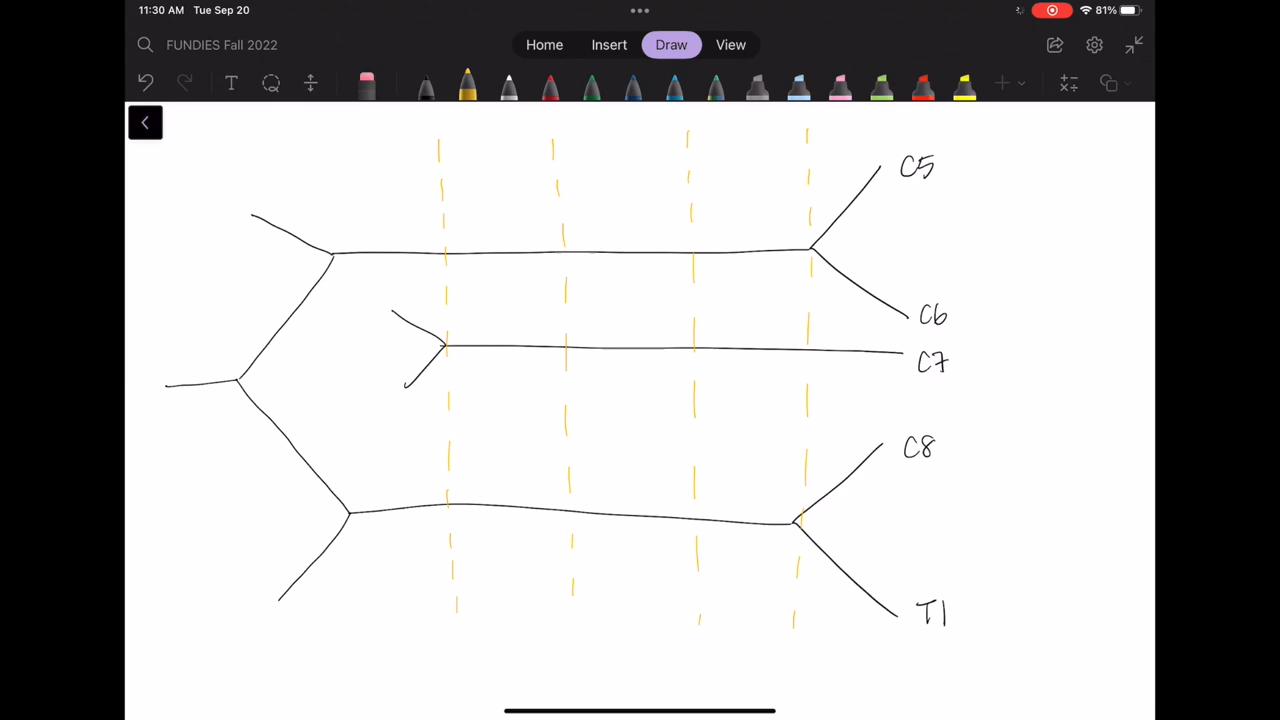 11:30 AM Tue Sep 20
81%
FUNDIES Fall 2022
Home Insert Draw View
C5
C6
C7
C8
T1